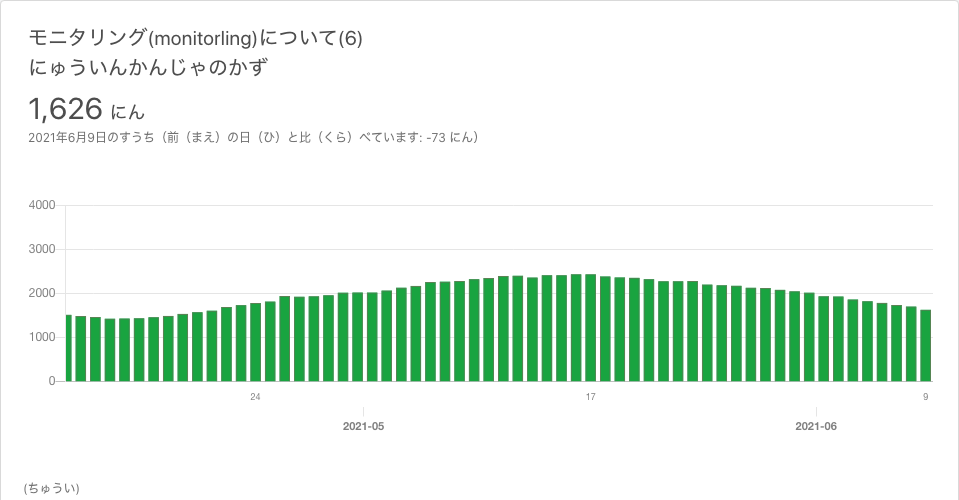 モニタリング(monitorling)について(6)
にゅういんかんじゃのかず
1,626 にん
2021年6月9日のすうち（前（まえ）の日（ひ）と比（くら）べています: -73 にん）
4000
3000
2000
1000
0
24
17
9
2021-05
2021-06
(ちゅうい)